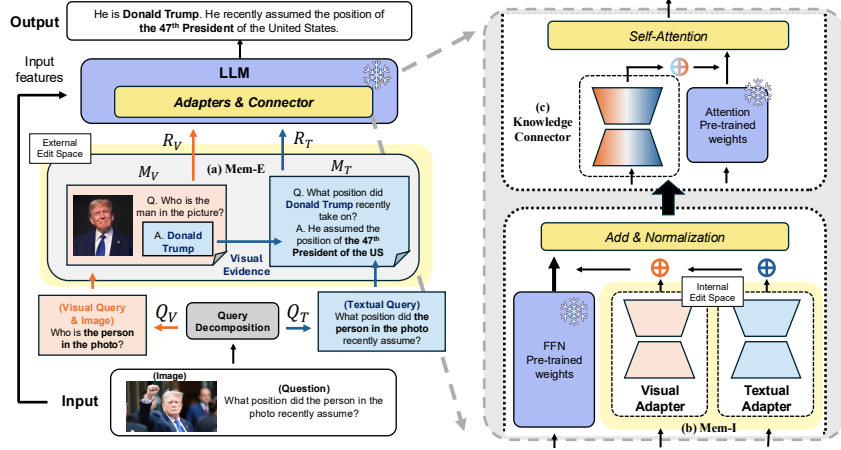 Output
He is Donald Trump. He recently assumed the position of
the 47th President of the United States.
Input
features
LLM
Adapters & Connector
External
Edit Space
R_V
R_T
M_V
(a) Mem-E
M_T
Q. Who is the
man in the picture?
A. Donald
Trump
Q. What position did
Donald Trump recently
take on?
A. He assumed the
position of the 47th
President of the US
Visual
Evidence
(Visual Query
& Image)
Who is the person
in the photo?
Q_V
Query
Decomposition
Q_T
(Textual Query)
What position did the
person in the photo
recently assume?
Input
(Image)
(Question)
What position did the person in the
photo recently assume?
Self-Attention
(c)
Knowledge
Connector
Attention
Pre-trained
weights
Add & Normalization
Internal
Edit Space
FFN
Pre-trained
weights
Visual
Adapter
Textual
Adapter
(b) Mem-I